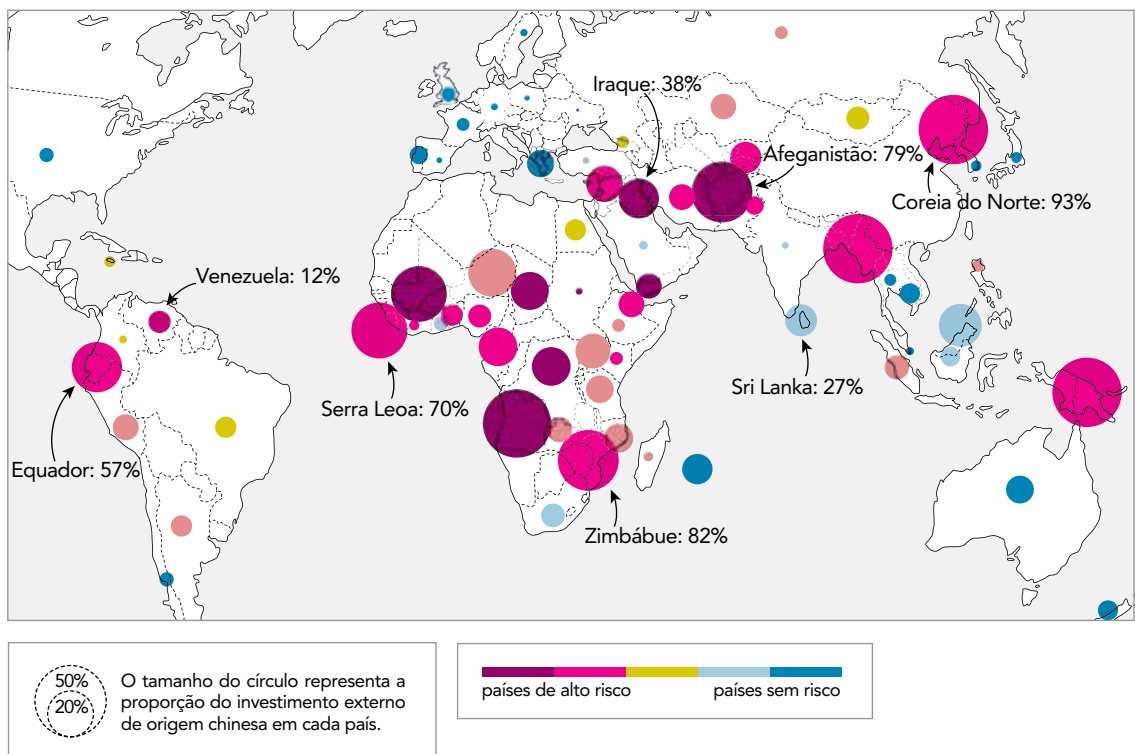 Iraque: 38%
Afeganistão: 79%
Coreia do Norte: 93%
Venezuela: 12%
Sri Lanka: 27%
Serra Leoa: 70%
Equador: 57%
Zimbábue: 82%
50%
20%
O tamanho do círculo representa a
proporção do investimento externo
de origem chinesa em cada país.
países de alto risco
países sem risco